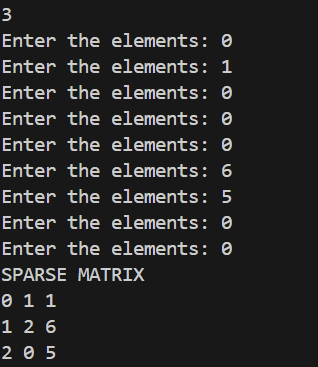 3
Enter the elements: 0
Enter the elements: 1
Enter the elements: 0
Enter the elements: 0
Enter the elements: 0
Enter the elements: 6
Enter the elements: 5
Enter the elements: 0
Enter the elements: 0
SPARSE MATRIX
0 1 1
1 2 6
2 0 5